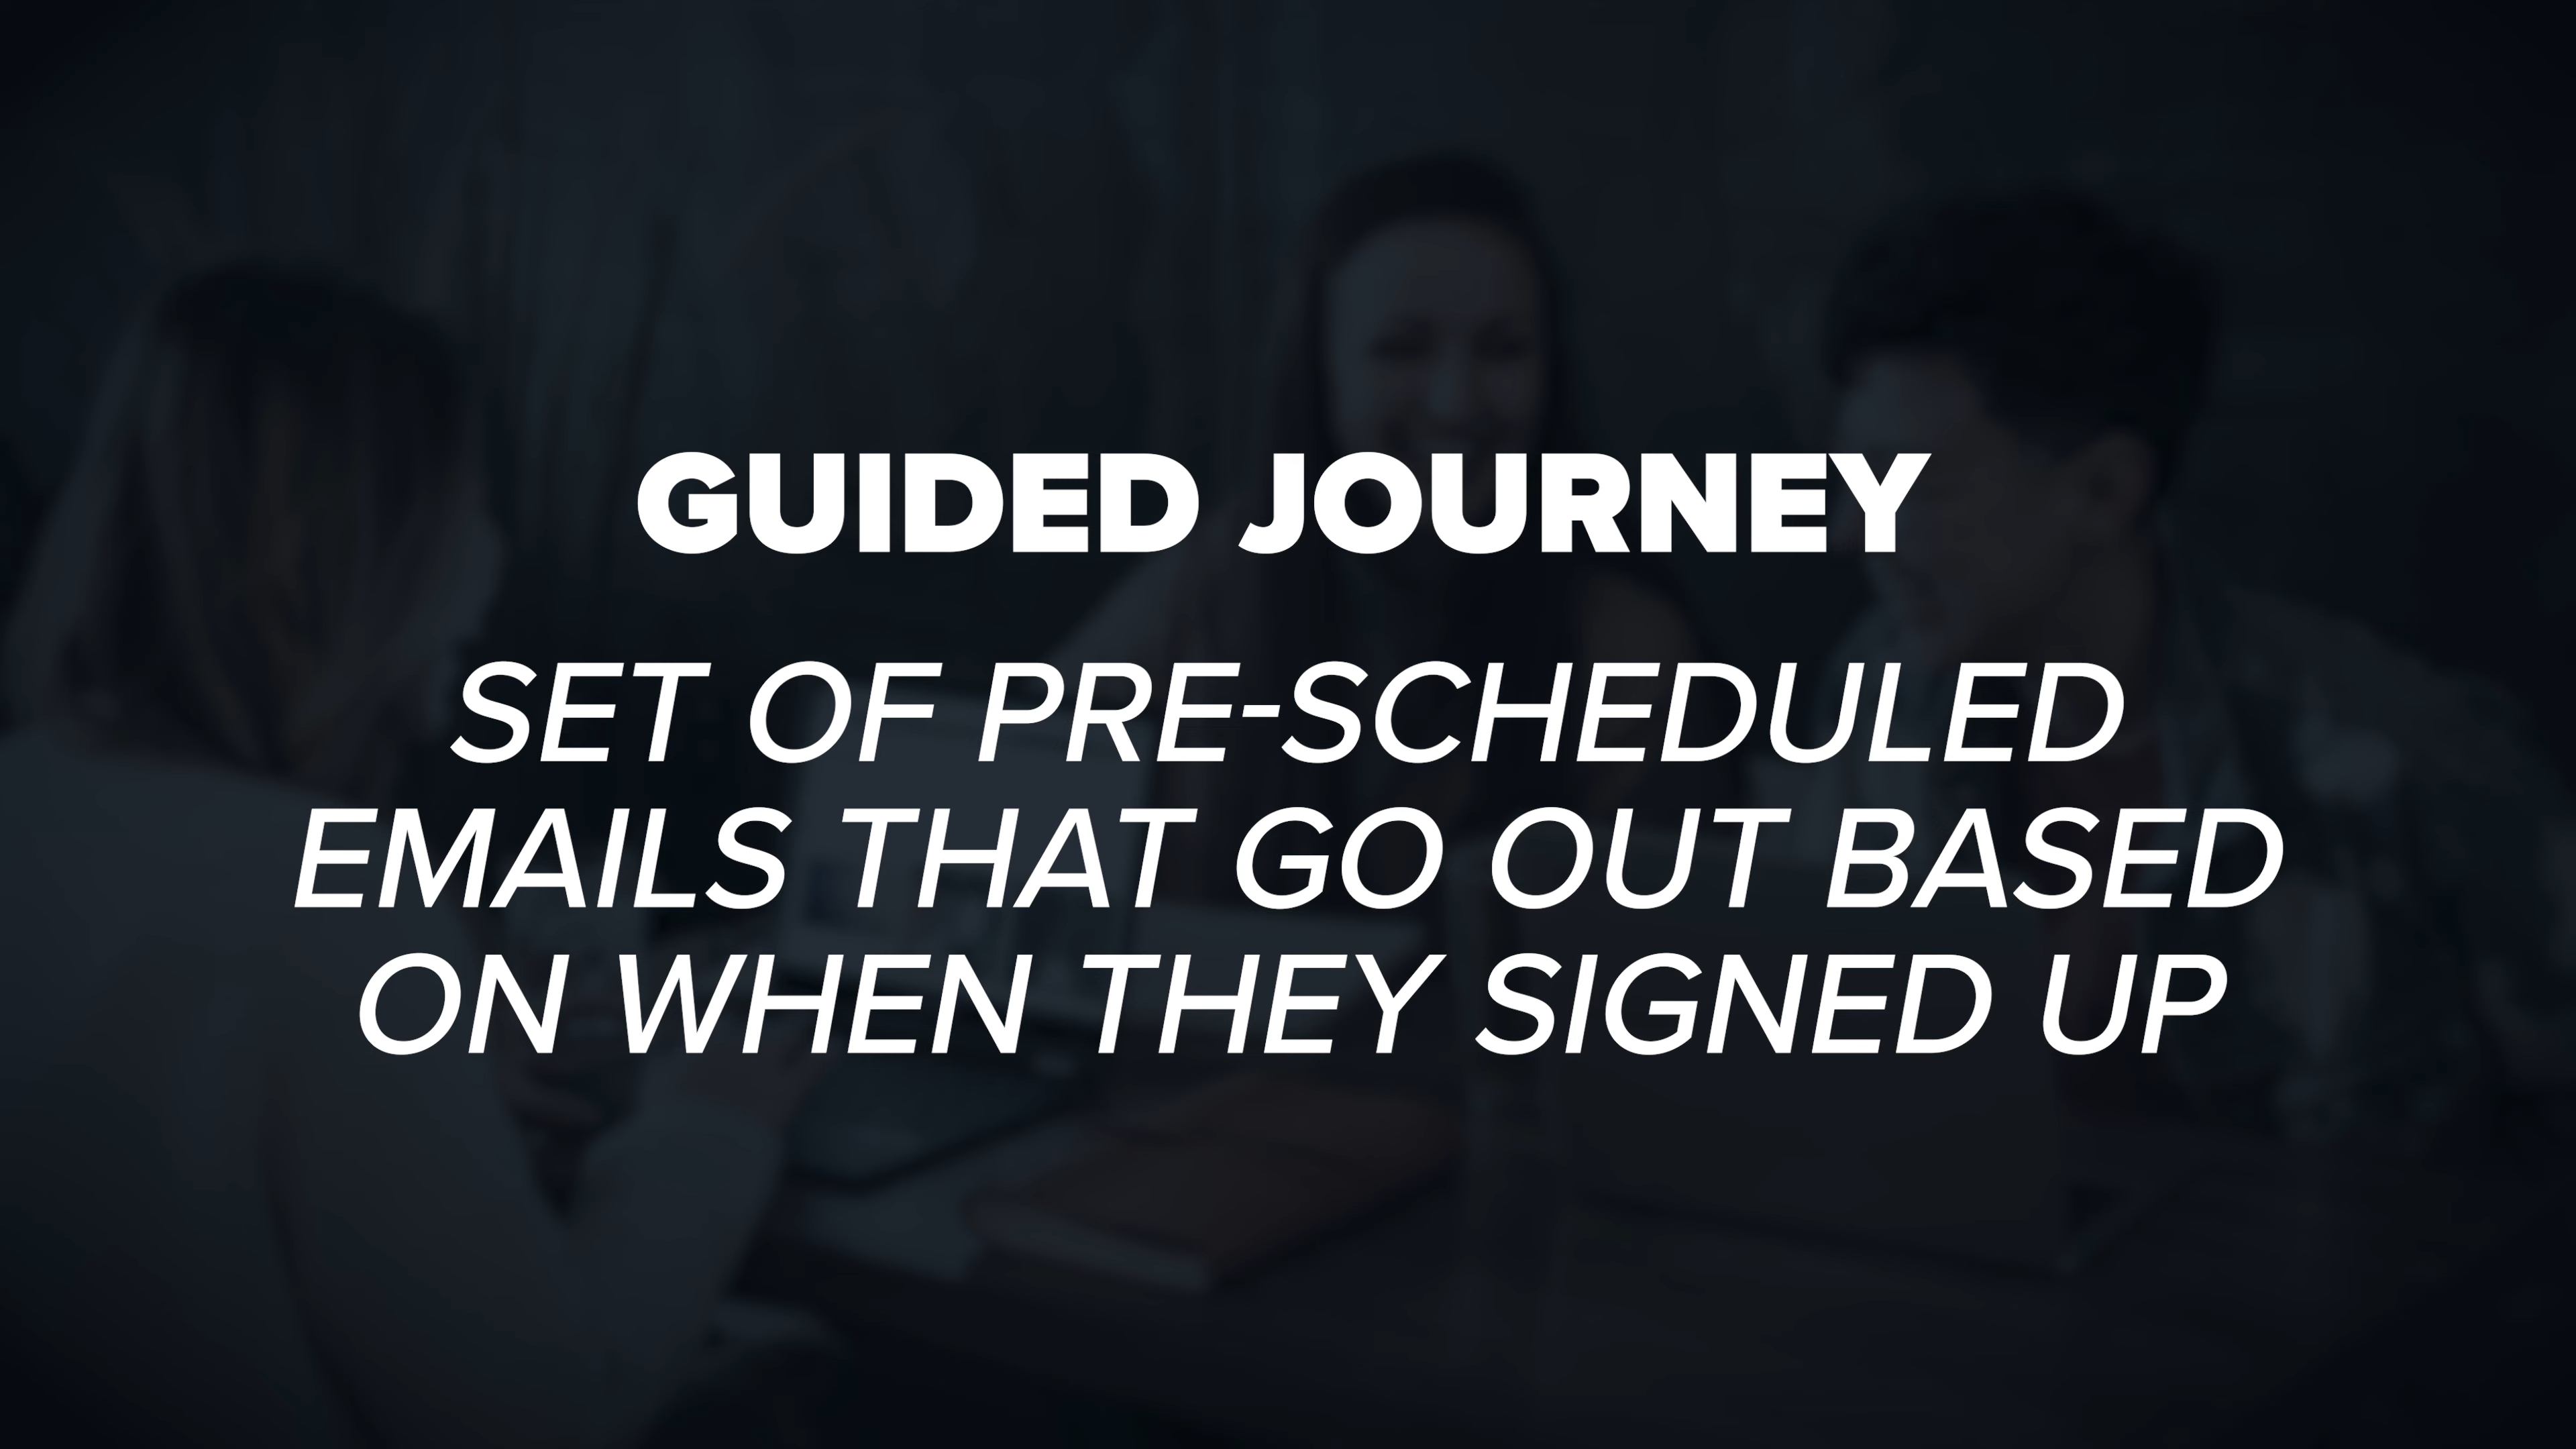 GUIDED JOURNEY
SET OF PRE-SCHEDULED
EMAILS THAT GO OUT BASED
ON WHEN THEY SIGNED UP